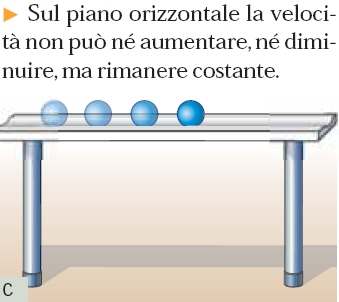 ► Sul piano orizzontale la veloci-
tà non può né aumentare, né dimi-
nuire, ma rimanere costante.
C